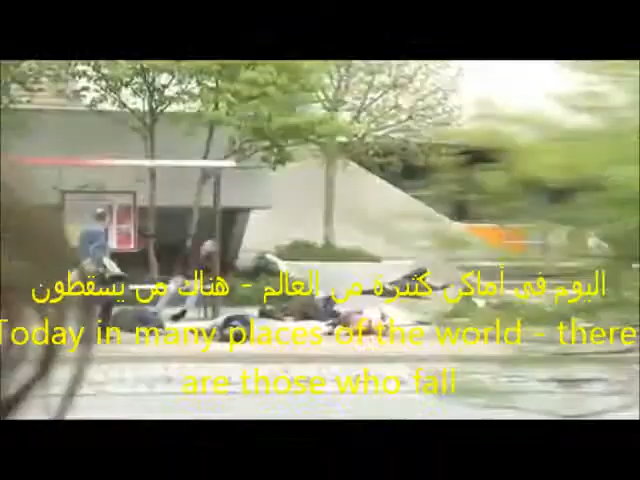 اليوم فى أماكن كثيرة من العالم - هناك من يسقطون
Today in many places of the world - there
are those who fall